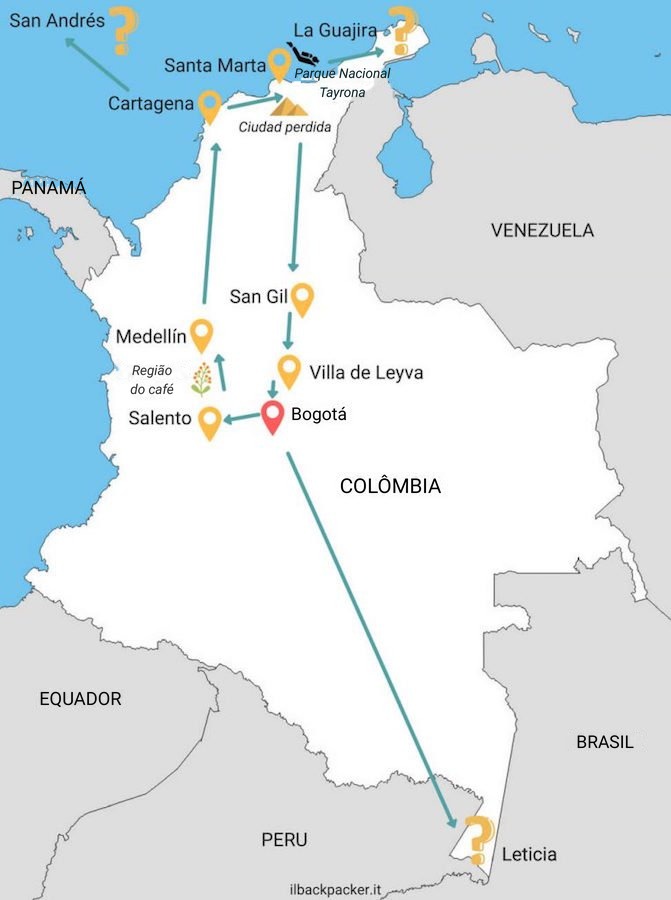 San Andrés
La Guajira
Santa Marta
Parque Nacional
Tayrona
Cartagena
Ciudad perdida
PANAMÁ
VENEZUELA
San Gil
Medellín
Região
do café
Villa de Leyva
Salento
Bogotá
COLÔMBIA
EQUADOR
BRASIL
PERU
Leticia
ilbackpacker.it